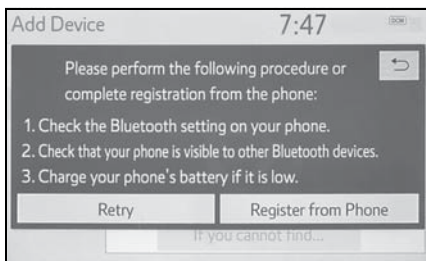 Add Device 7:47 DCM
Please perform the following procedure or
complete registration from the phone:
1. Check the Bluetooth setting on your phone.
2. Check that your phone is visible to other Bluetooth devices.
3. Charge your phone's battery if it is low.
Retry Register from Phone
If you cannot find...